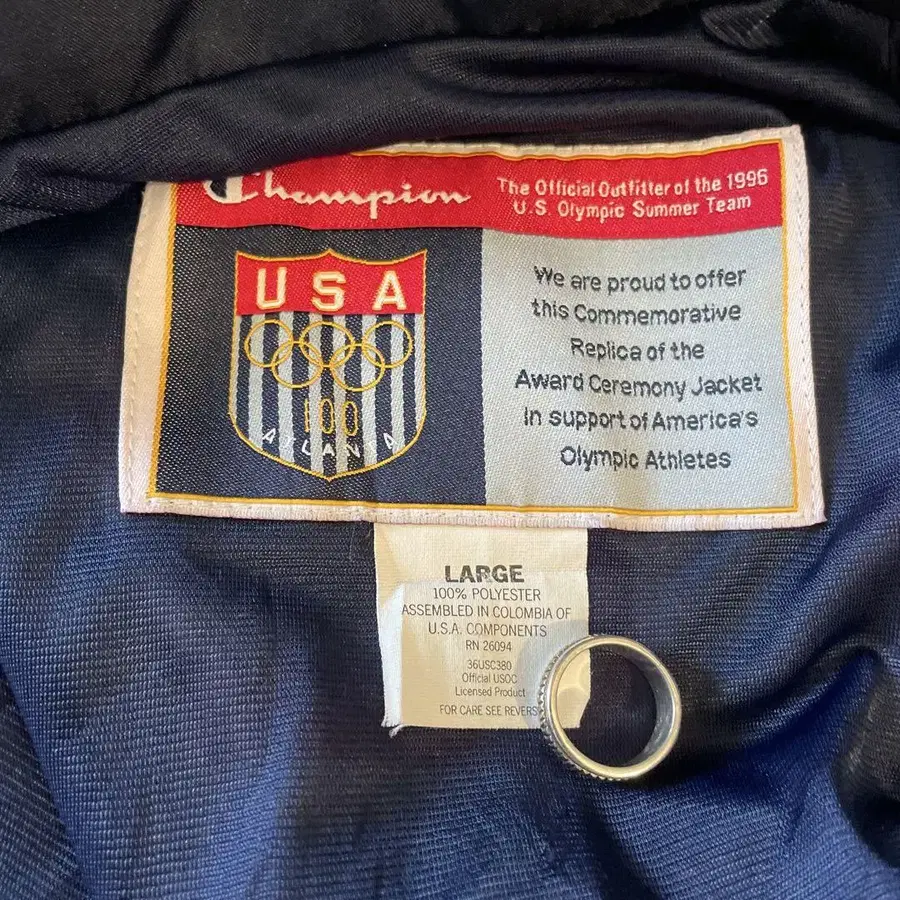 Champion
The Official Outfitter of the 1996
U.S. Olympic Summer Team
USA
100
ATLANTA
We are proud to offer
this Commemorative
Replica of the
Award Ceremony Jacket
in support of America's
Olympic Athletes
LARGE
100% POLYESTER
ASSEMBLED IN COLOMBIA OF
U.S.A. COMPONENTS
RN 26094
36USC380
Official USOC
Licensed Product
FOR CARE SEE REVERS